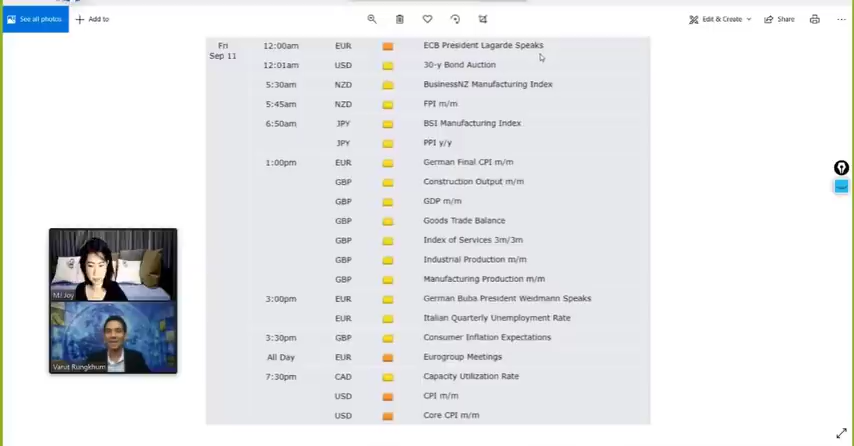 See all photos
Add to
Edit & Create
Share
Fri 12:00am EUR ECB President Lagarde Speaks
Sep 11
12:01am USD 30-y Bond Auction
5:30am NZD BusinessNZ Manufacturing Index
5:45am NZD FPI m/m
6:50am JPY BSI Manufacturing Index
JPY PPI y/y
1:00pm EUR German Final CPI m/m
GBP Construction Output m/m
GBP GDP m/m
GBP Goods Trade Balance
GBP Index of Services 3m/3m
GBP Industrial Production m/m
GBP Manufacturing Production m/m
3:00pm EUR German Buba President Weidmann Speaks
EUR Italian Quarterly Unemployment Rate
3:30pm GBP Consumer Inflation Expectations
All Day EUR Eurogroup Meetings
7:30pm CAD Capacity Utilization Rate
USD CPI m/m
USD Core CPI m/m
MJ Joy
Varut Rungkhum